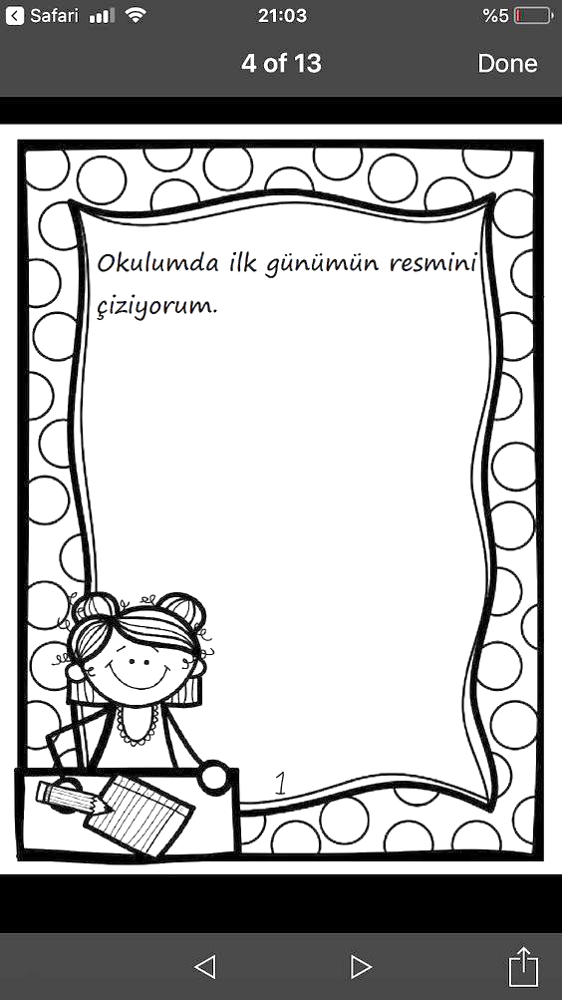 Safari 21:03 %5
4 of 13 Done
Okulumda ilk günümün resmini
çiziyorum.
1